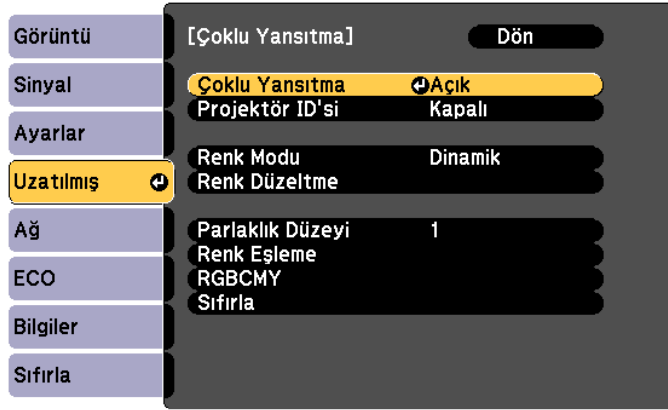 Görüntü
Sinyal
Ayarlar
Uzatılmış
Ağ
ECO
Bilgiler
Sıfırla
[Çoklu Yansıtma] Dön
Çoklu Yansıtma Açık
Projektör ID'si Kapalı
Renk Modu Dinamik
Renk Düzeltme
Parlaklık Düzeyi 1
Renk Eşleme
RGBCMY
Sıfırla